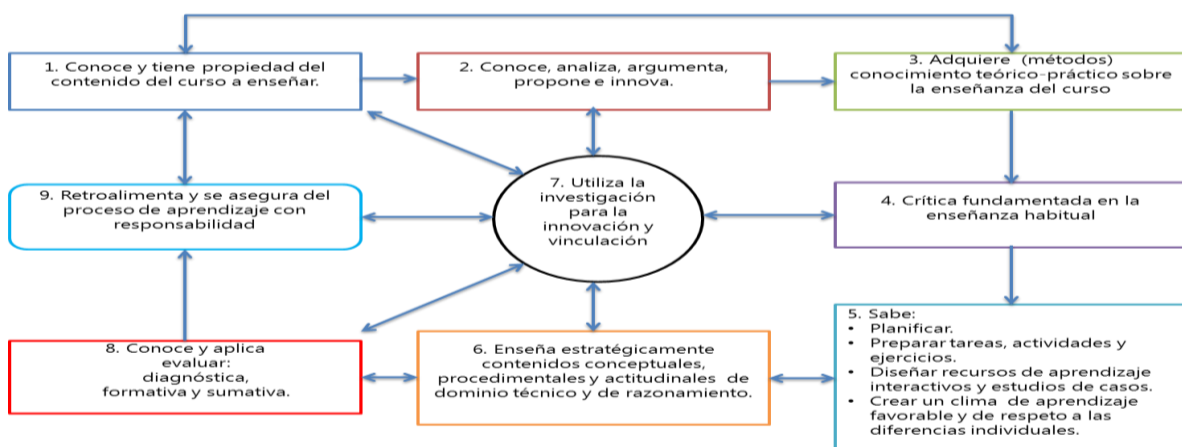 1. Conoce y tiene propiedad del
contenido del curso a enseñar.
2. Conoce, analiza, argumenta,
propone e innova.
3. Adquiere (métodos)
conocimiento teórico-práctico sobre
la enseñanza del curso
9. Retroalimenta y se asegura del
proceso de aprendizaje con
responsabilidad
7. Utiliza la
investigación
para la
innovación y
vinculación
4. Crítica fundamentada en la
enseñanza habitual
8. Conoce y aplica
evaluar:
diagnóstica,
formativa y sumativa.
6. Enseña estratégicamente
contenidos conceptuales,
procedimentales y actitudinales de
dominio técnico y de razonamiento.
5. Sabe:
• Planificar.
• Preparar tareas, actividades y
ejercicios.
• Diseñar recursos de aprendizaje
interactivos y estudios de casos.
• Crear un clima de aprendizaje
favorable y de respeto a las
diferencias individuales.